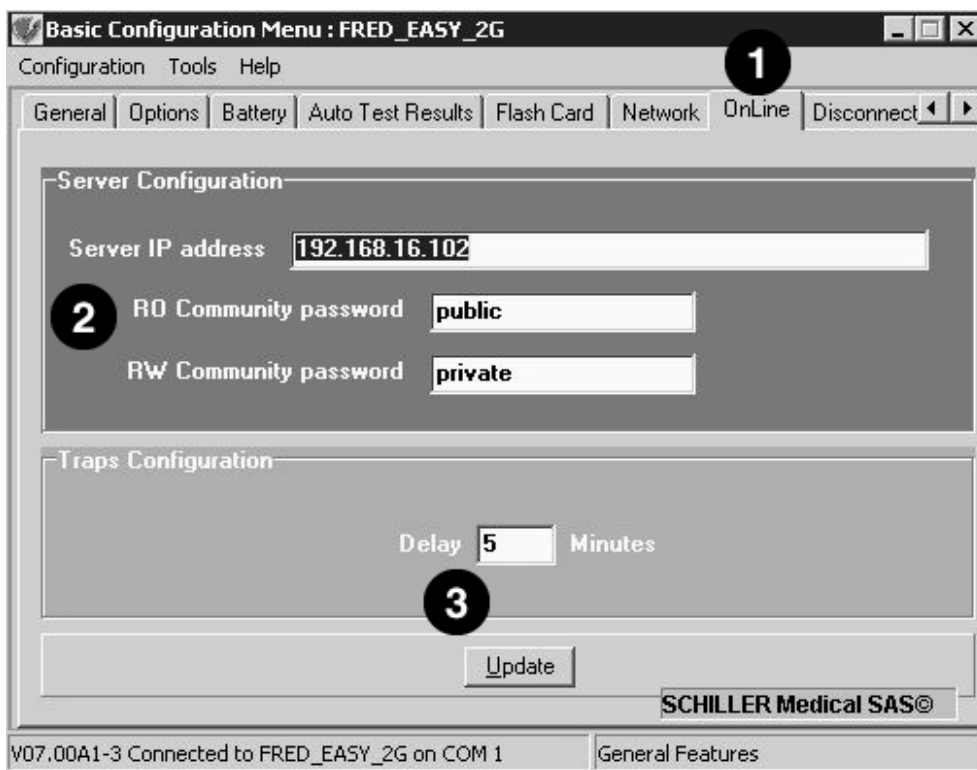 Basic Configuration Menu : FRED_EASY_2G
Configuration Tools Help
1
General Options Battery Auto Test Results Flash Card Network OnLine Disconnect
Server Configuration
Server IP address 192.168.16.102
2 RO Community password public
RW Community password private
Traps Configuration
Delay 5 Minutes
3
Update
SCHILLER Medical SAS©
V07.00A1-3 Connected to FRED_EASY_2G on COM 1 General Features